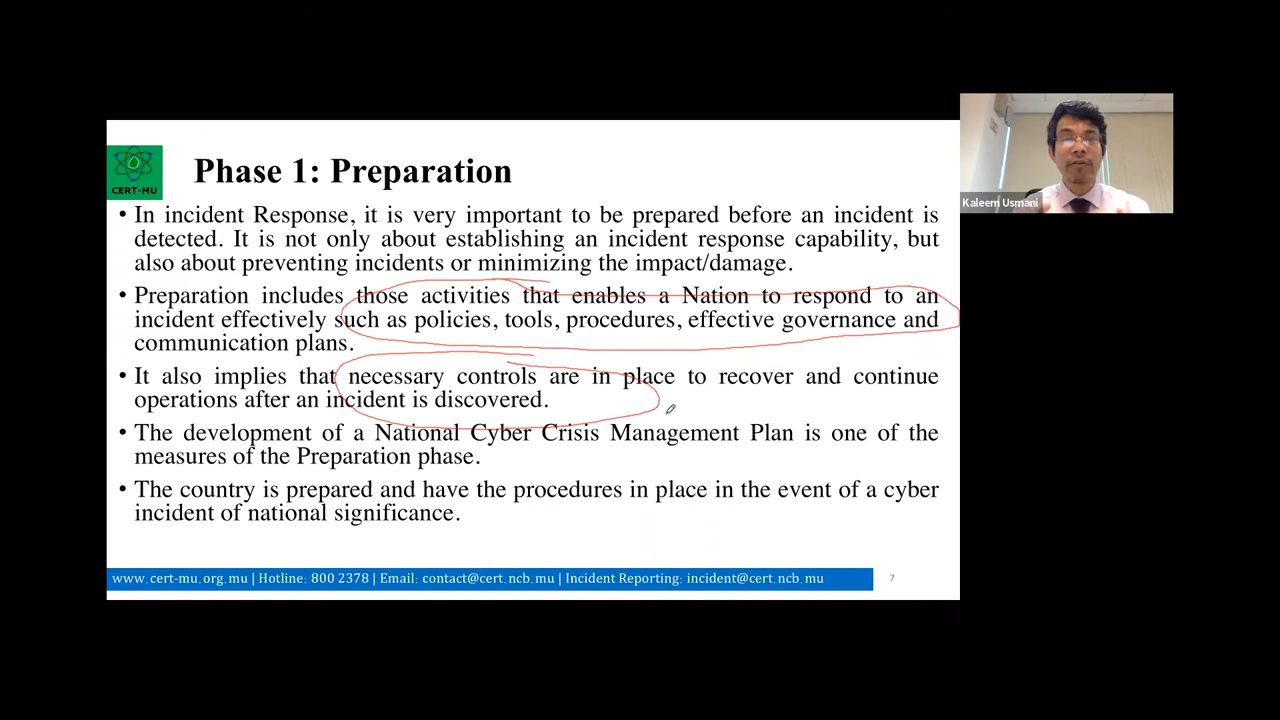 CERT-MU
Phase 1: Preparation
• In incident Response, it is very important to be prepared before an incident is
detected. It is not only about establishing an incident response capability, but
also about preventing incidents or minimizing the impact/damage.
• Preparation includes those activities that enables a Nation to respond to an
incident effectively such as policies, tools, procedures, effective governance and
communication plans.
• It also implies that necessary controls are in place to recover and continue
operations after an incident is discovered.
• The development of a National Cyber Crisis Management Plan is one of the
measures of the Preparation phase.
• The country is prepared and have the procedures in place in the event of a cyber
incident of national significance.
www.cert-mu.org.mu | Hotline: 800 2378 | Email: contact@cert.ncb.mu | Incident Reporting: incident@cert.ncb.mu
7
Kaleem Usmani